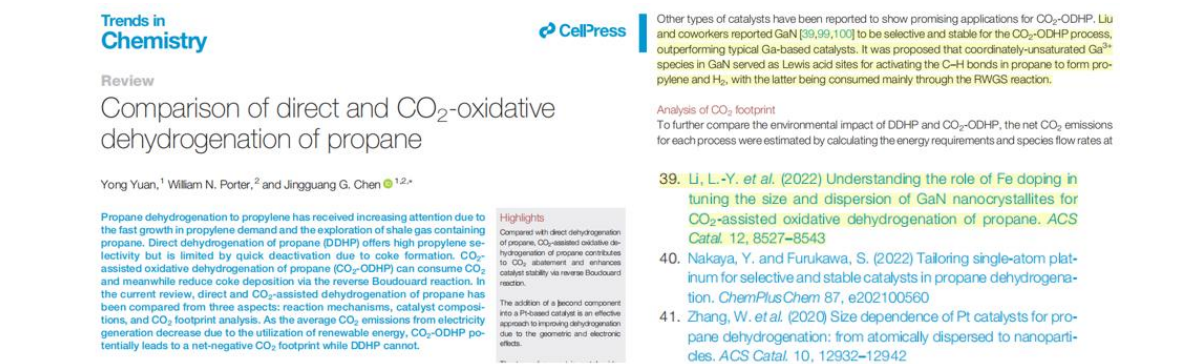 Trends in
Chemistry
CellPress
Review
Comparison of direct and CO₂-oxidative
dehydrogenation of propane
Yong Yuan,¹ William N. Porter,² and Jingguang G. Chen 1,2,*
Propane dehydrogenation to propylene has received increasing attention due to
the fast growth in propylene demand and the exploration of shale gas containing
propane. Direct dehydrogenation of propane (DDHP) offers high propylene se-
lectivity but is limited by quick deactivation due to coke formation. CO₂-
assisted oxidative dehydrogenation of propane (CO₂-ODHP) can consume CO₂
and meanwhile reduce coke deposition via the reverse Boudouard reaction. In
the current review, direct and CO₂-assisted dehydrogenation of propane has
been compared from three aspects: reaction mechanisms, catalyst composi-
tions, and CO₂ footprint analysis. As the average CO₂ emissions from electricity
generation decrease due to the utilization of renewable energy, CO₂-ODHP po-
tentially leads to a net-negative CO₂ footprint while DDHP cannot.
Highlights
Compared with direct dehydrogenation
of propane, CO₂-assisted oxidative de-
hydrogenation of propane contributes
to CO₂ abatement and enhances
catalyst stability via reverse Boudouard
reaction.
The addition of a second component
into a Pt-based catalyst is an effective
approach to improving dehydrogenation
due to the geometric and electronic
effects.
Other types of catalysts have been reported to show promising applications for CO₂-ODHP. Liu
and coworkers reported GaN [39,99,100] to be selective and stable for the CO₂-ODHP process,
outperforming typical Ga-based catalysts. It was proposed that coordinately-unsaturated Ga³⁺
species in GaN served as Lewis acid sites for activating the C–H bonds in propane to form pro-
pylene and H₂, with the latter being consumed mainly through the RWGS reaction.
Analysis of CO₂ footprint
To further compare the environmental impact of DDHP and CO₂-ODHP, the net CO₂ emissions
for each process were estimated by calculating the energy requirements and species flow rates at
39. Li, L.-Y. et al. (2022) Understanding the role of Fe doping in
tuning the size and dispersion of GaN nanocrystallites for
CO₂-assisted oxidative dehydrogenation of propane. ACS
Catal. 12, 8527–8543
40. Nakaya, Y. and Furukawa, S. (2022) Tailoring single-atom plat-
inum for selective and stable catalysts in propane dehydrogena-
tion. ChemPlusChem 87, e202100560
41. Zhang, W. et al. (2020) Size dependence of Pt catalysts for pro-
pane dehydrogenation: from atomically dispersed to nanoparti-
cles. ACS Catal. 10, 12932–12942